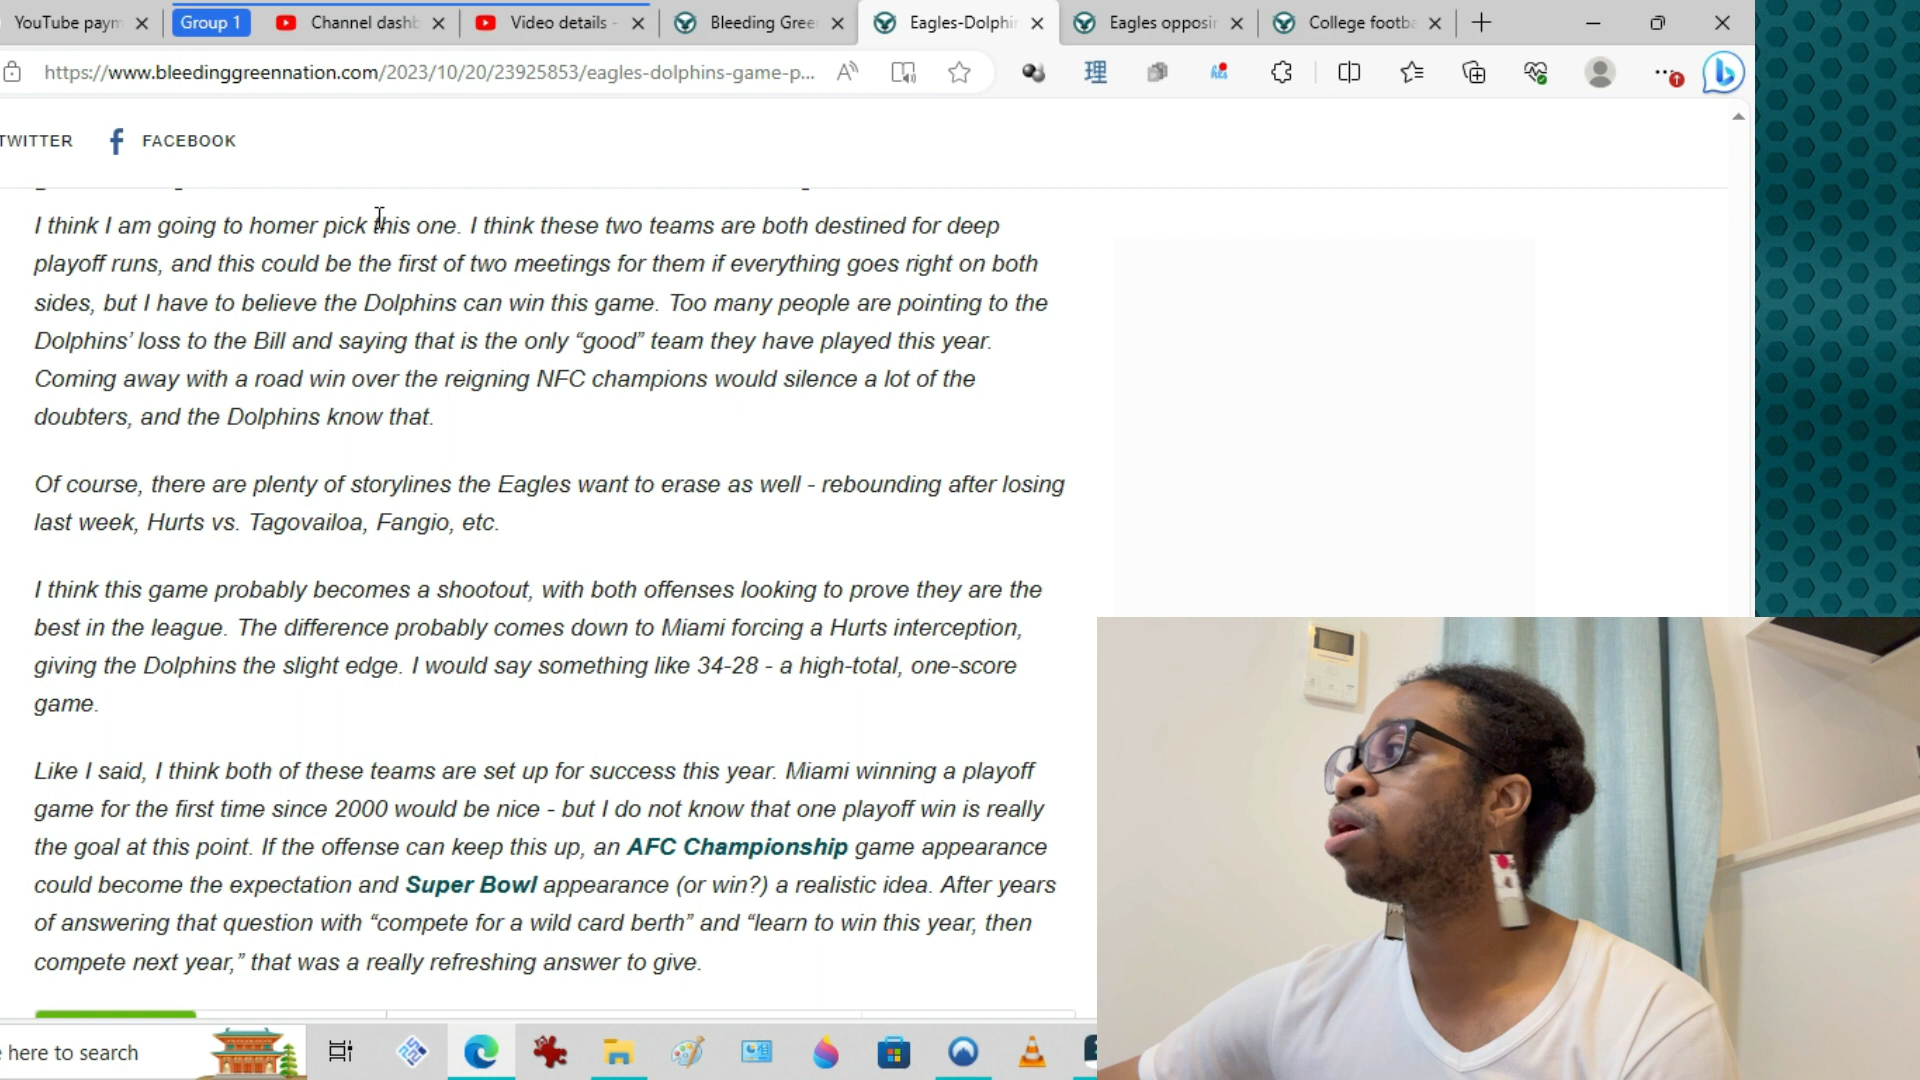 YouTube paym
Group 1
Channel dashb
Video details -
Bleeding Gree
Eagles-Dolphi
Eagles opposi
College footba
https://www.bleedinggreennation.com/2023/10/20/23925853/eagles-dolphins-game-p...
TWITTER
FACEBOOK
I think I am going to homer pick this one. I think these two teams are both destined for deep
playoff runs, and this could be the first of two meetings for them if everything goes right on both
sides, but I have to believe the Dolphins can win this game. Too many people are pointing to the
Dolphins’ loss to the Bill and saying that is the only “good” team they have played this year.
Coming away with a road win over the reigning NFC champions would silence a lot of the
doubters, and the Dolphins know that.
Of course, there are plenty of storylines the Eagles want to erase as well - rebounding after losing
last week, Hurts vs. Tagovailoa, Fangio, etc.
I think this game probably becomes a shootout, with both offenses looking to prove they are the
best in the league. The difference probably comes down to Miami forcing a Hurts interception,
giving the Dolphins the slight edge. I would say something like 34-28 - a high-total, one-score
game.
Like I said, I think both of these teams are set up for success this year. Miami winning a playoff
game for the first time since 2000 would be nice - but I do not know that one playoff win is really
the goal at this point. If the offense can keep this up, an AFC Championship game appearance
could become the expectation and Super Bowl appearance (or win?) a realistic idea. After years
of answering that question with “compete for a wild card berth” and “learn to win this year, then
compete next year,” that was a really refreshing answer to give.
here to search